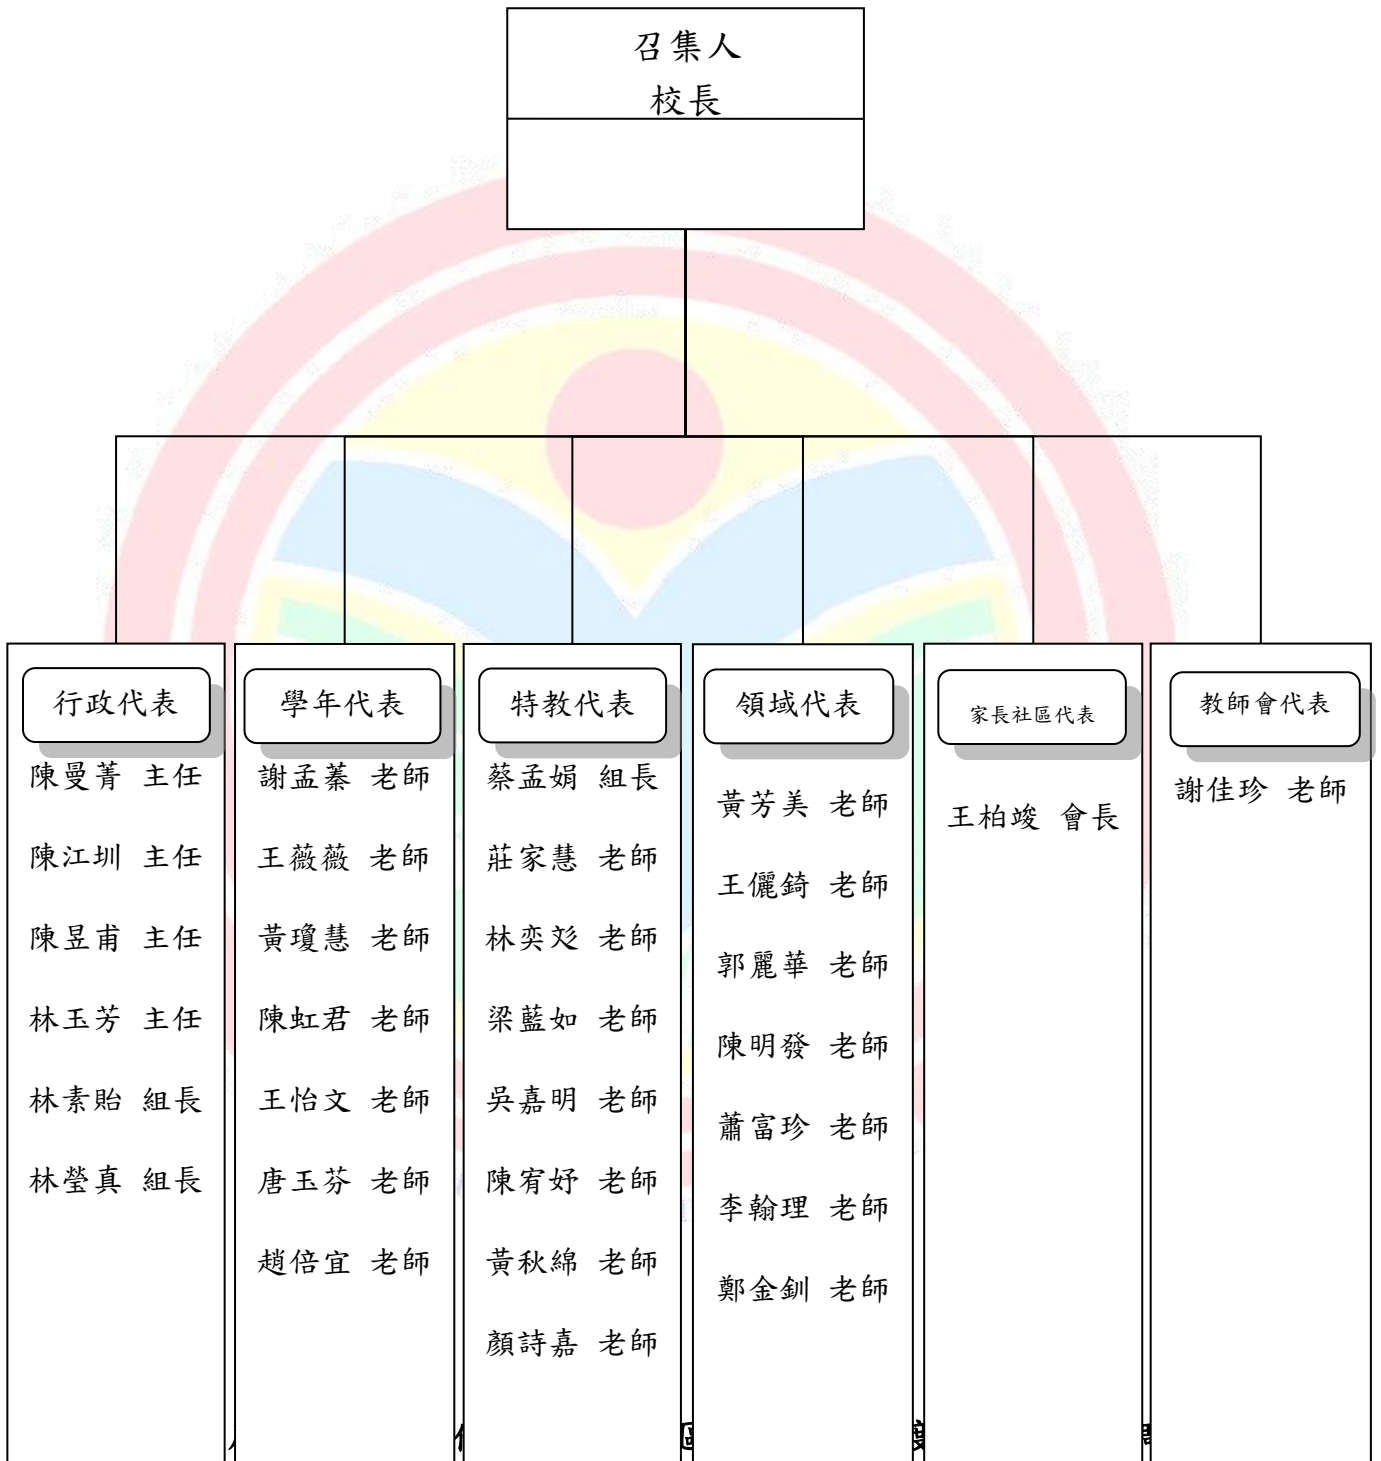 召集人
校長
行政代表
陳曼菁 主任
陳江圳 主任
陳昱甫 主任
林玉芳 主任
林素貽 組長
林瑩真 組長
學年代表
謝孟蓁 老師
王薇薇 老師
黃瓊慧 老師
陳虹君 老師
王怡文 老師
唐玉芬 老師
趙倍宜 老師
特教代表
蔡孟娟 組長
莊家慧 老師
林奕彣 老師
梁藍如 老師
吳嘉明 老師
陳宥妤 老師
黃秋綿 老師
顏詩嘉 老師
領域代表
黃芳美 老師
王儷錡 老師
郭麗華 老師
陳明發 老師
蕭富珍 老師
李翰理 老師
鄭金釧 老師
家長社區代表
王柏竣 會長
教師會代表
謝佳珍 老師